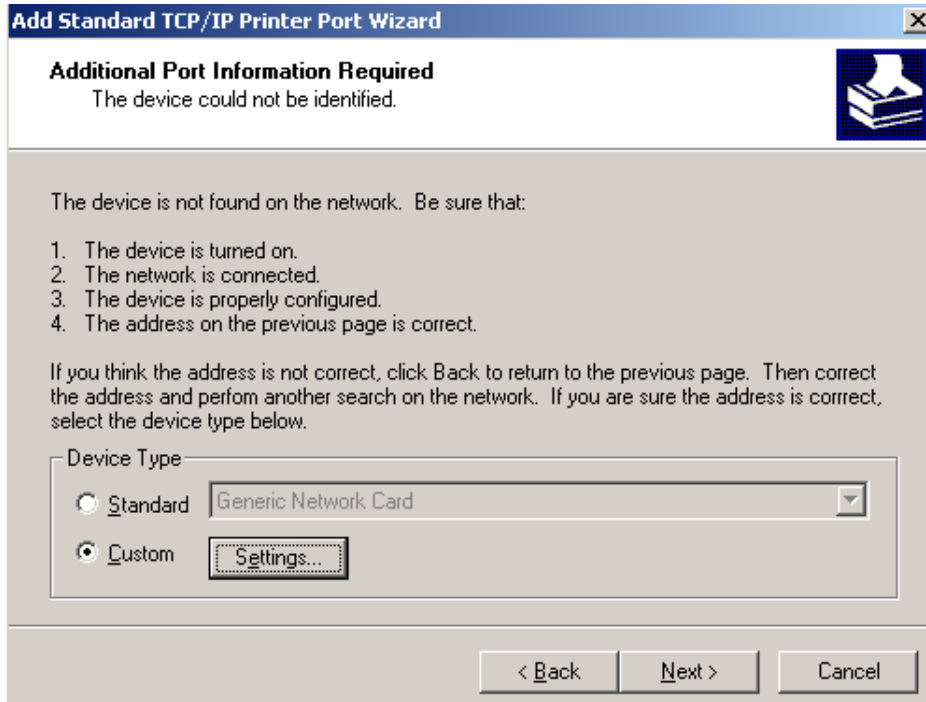 Add Standard TCP/IP Printer Port Wizard
Additional Port Information Required
The device could not be identified.
The device is not found on the network.  Be sure that:
1.  The device is turned on.
2.  The network is connected.
3.  The device is properly configured.
4.  The address on the previous page is correct.
If you think the address is not correct, click Back to return to the previous page.  Then correct
the address and perfom another search on the network.  If you are sure the address is corrrect,
select the device type below.
Device Type
Standard
Generic Network Card
Custom
Settings...
< Back
Next >
Cancel